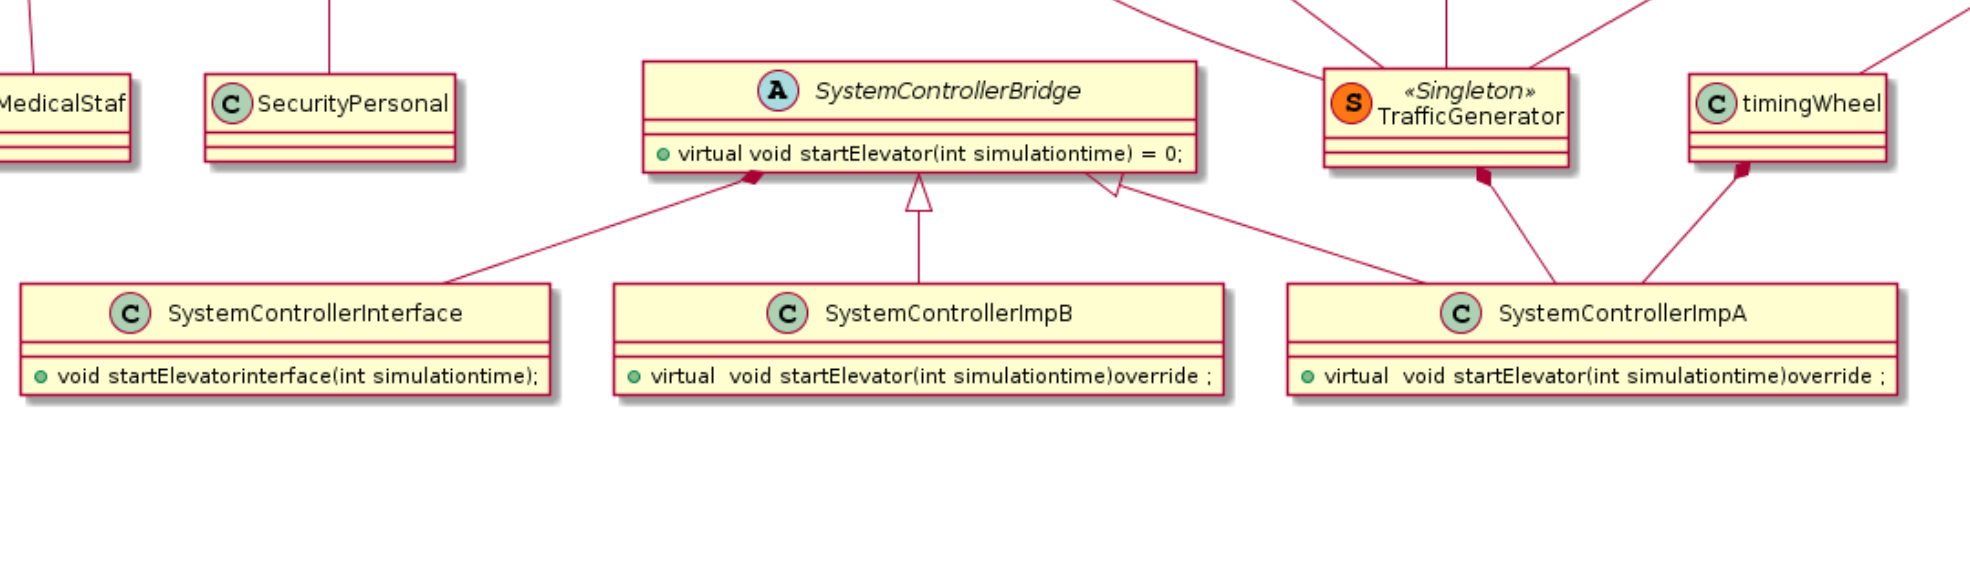 MedicalStaf
C SecurityPersonal
A SystemControllerBridge
virtual void startElevator(int simulationtime) = 0;
S «Singleton»
TrafficGenerator
C timingWheel
C SystemControllerInterface
void startElevatorinterface(int simulationtime);
C SystemControllerImpB
virtual  void startElevator(int simulationtime)override ;
C SystemControllerImpA
virtual  void startElevator(int simulationtime)override ;